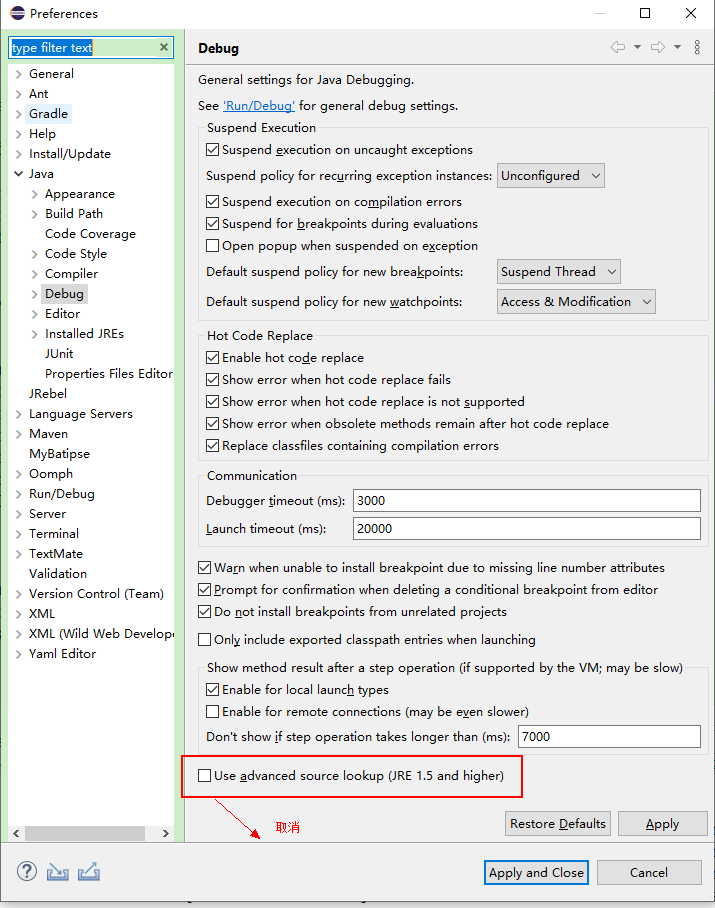 Preferences
type filter text
General
Ant
Gradle
Help
Install/Update
Java
Appearance
Build Path
Code Coverage
Code Style
Compiler
Debug
Editor
Installed JREs
JUnit
Properties Files Editor
JRebel
Language Servers
Maven
MyBatipse
Oomph
Run/Debug
Server
Terminal
TextMate
Validation
Version Control (Team)
XML
XML (Wild Web Develope
Yaml Editor
Debug
General settings for Java Debugging.
See 'Run/Debug' for general debug settings.
Suspend Execution
Suspend execution on uncaught exceptions
Suspend policy for recurring exception instances: Unconfigured
Suspend execution on compilation errors
Suspend for breakpoints during evaluations
Open popup when suspended on exception
Default suspend policy for new breakpoints: Suspend Thread
Default suspend policy for new watchpoints: Access & Modification
Hot Code Replace
Enable hot code replace
Show error when hot code replace fails
Show error when hot code replace is not supported
Show error when obsolete methods remain after hot code replace
Replace classfiles containing compilation errors
Communication
Debugger timeout (ms): 3000
Launch timeout (ms): 20000
Warn when unable to install breakpoint due to missing line number attributes
Prompt for confirmation when deleting a conditional breakpoint from editor
Do not install breakpoints from unrelated projects
Only include exported classpath entries when launching
Show method result after a step operation (if supported by the VM; may be slow)
Enable for local launch types
Enable for remote connections (may be even slower)
Don't show if step operation takes longer than (ms): 7000
Use advanced source lookup (JRE 1.5 and higher)
取消
Restore Defaults Apply
Apply and Close Cancel